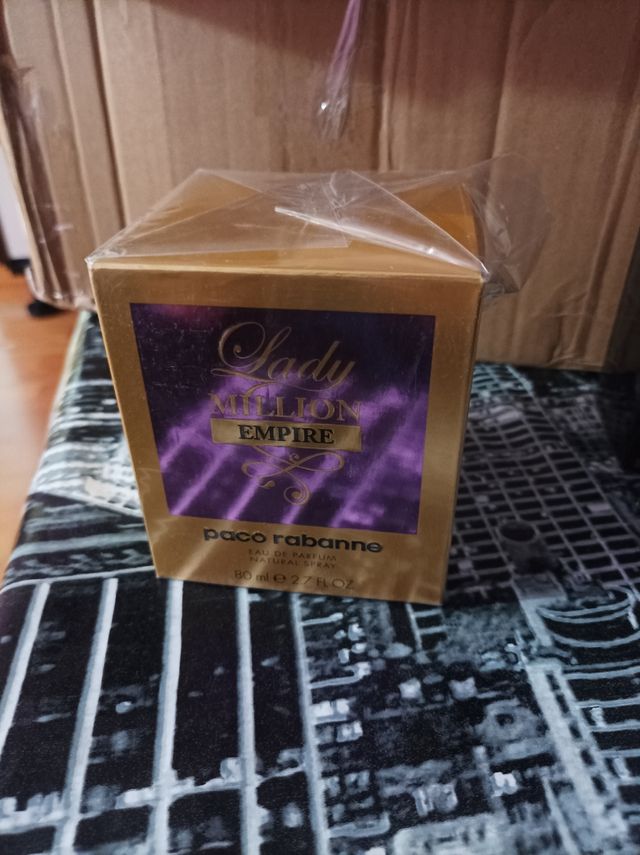 Lady
MILLION
EMPIRE
paco rabanne
EAU DE PARFUM
NATURAL SPRAY
80 ml e 2.7 FL OZ